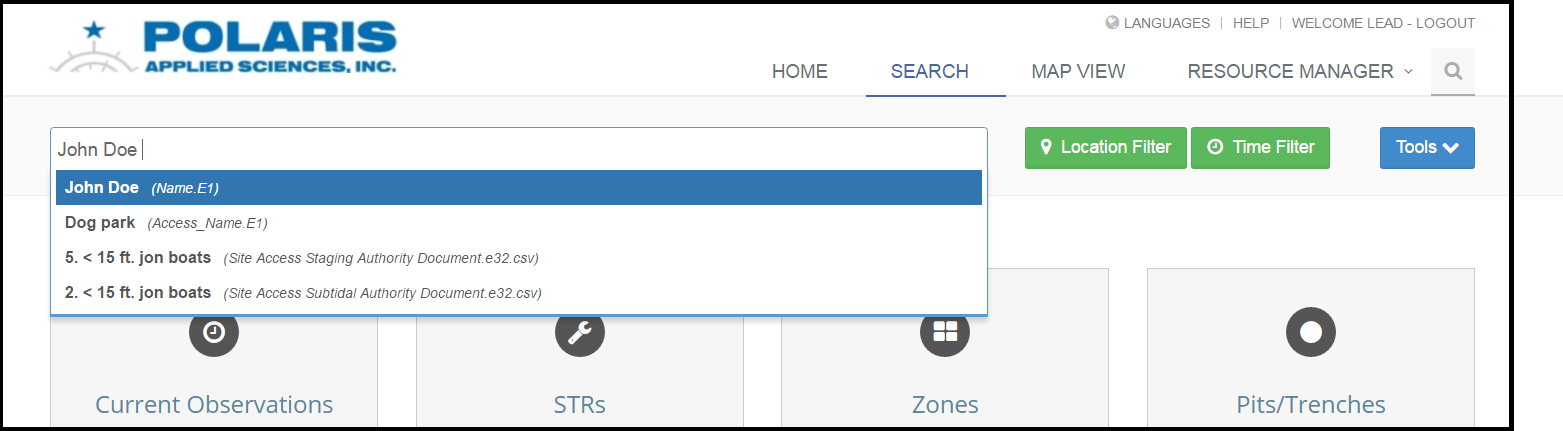 POLARIS
APPLIED SCIENCES, INC.
LANGUAGES | HELP | WELCOME LEAD - LOGOUT
HOME SEARCH MAP VIEW RESOURCE MANAGER
John Doe
Location Filter Time Filter Tools
John Doe (Name.E1)
Dog park (Access_Name.E1)
5. < 15 ft. jon boats (Site Access Staging Authority Document.e32.csv)
2. < 15 ft. jon boats (Site Access Subtidal Authority Document.e32.csv)
Current Observations STRs Zones Pits/Trenches